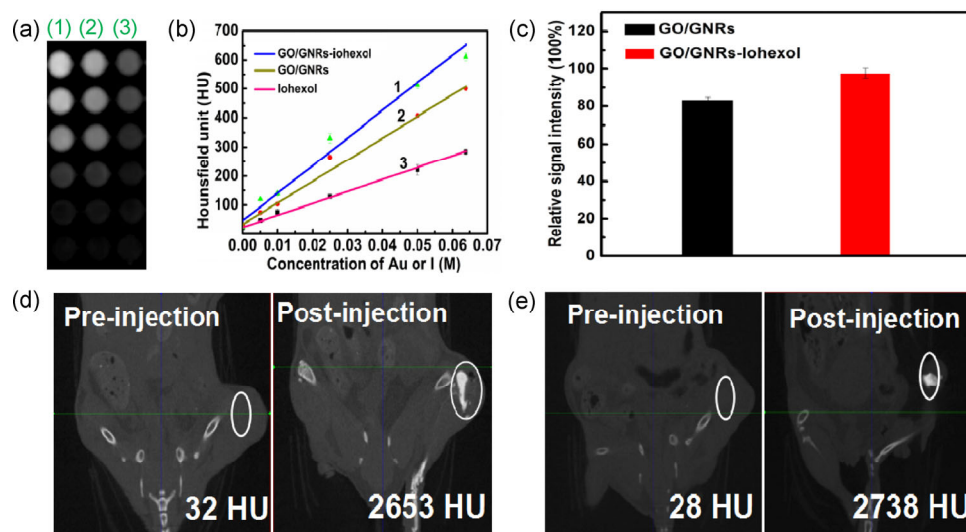 (a)
(1) (2) (3)
(b)
Hounsfield unit (HU)
700
600
500
400
300
200
100
GO/GNRs-iohexol
GO/GNRs
Iohexol
1
2
3
0.00 0.01 0.02 0.03 0.04 0.05 0.06 0.07
Concentration of Au or I (M)
(c)
Relative signal intensity (100%)
120
100
80
60
40
20
0
GO/GNRs
GO/GNRs-Iohexol
(d)
Pre-injection
32 HU
Post-injection
2653 HU
(e)
Pre-injection
28 HU
Post-injection
2738 HU